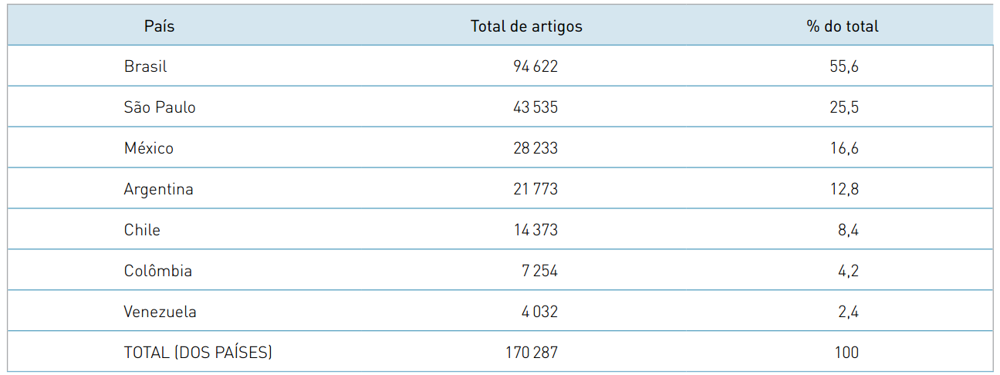 País Total de artigos % do total
Brasil 94 622 55,6
São Paulo 43 535 25,5
México 28 233 16,6
Argentina 21 773 12,8
Chile 14 373 8,4
Colômbia 7 254 4,2
Venezuela 4 032 2,4
TOTAL (DOS PAÍSES) 170 287 100